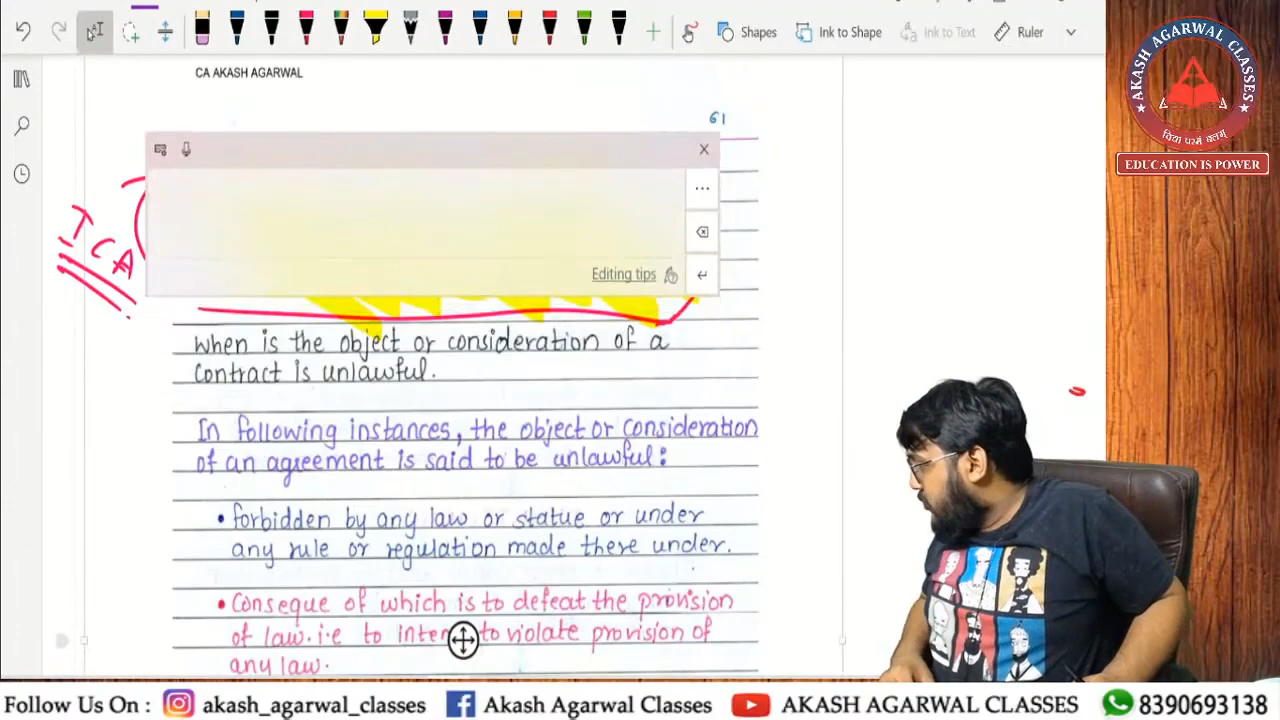 Shapes
Ink to Shape
Ink to Text
Ruler
CA AKASH AGARWAL
61
ICA
Editing tips
When is the object or consideration of a
contract is unlawful.
In following instances, the object or consideration
of an agreement is said to be unlawful:
• forbidden by any law or statue or under
any rule or regulation made there under.
• Conseque of which is to defeat the provision
of law. i.e to inten to violate provision of
any law.
AKASH AGARWAL CLASSES
विद्या परमं बलम्
EDUCATION IS POWER
Follow Us On : akash_agarwal_classes Akash Agarwal Classes AKASH AGARWAL CLASSES 8390693138